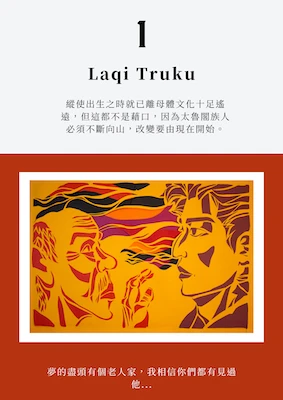 1
Laqi Truku
縱使出生之時就已離母體文化十足遙
遠，但這都不是藉口，因為太魯閣族人
必須不斷向山，改變要由現在開始。
夢的盡頭有個老人家，我相信你們都有見過
他...